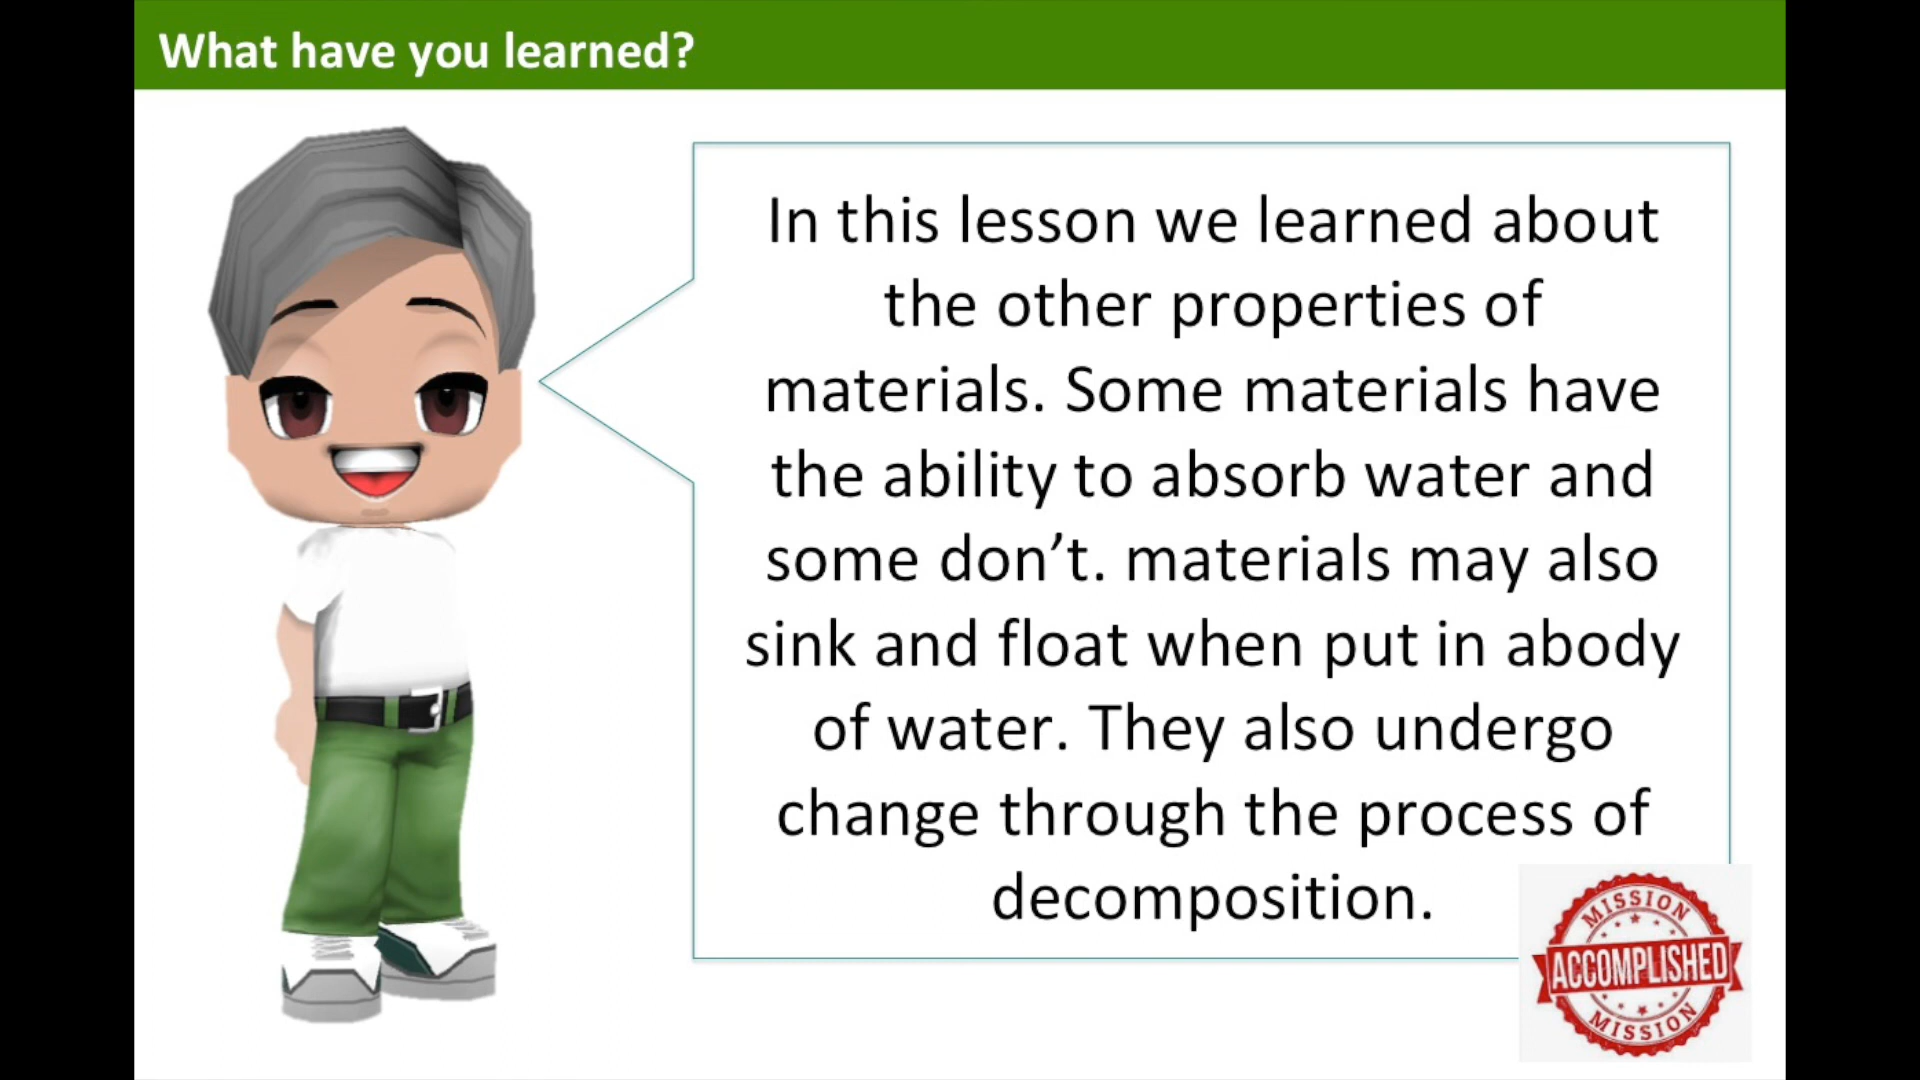 What have you learned?
In this lesson we learned about
the other properties of
materials. Some materials have
the ability to absorb water and
some don’t. materials may also
sink and float when put in abody
of water. They also undergo
change through the process of
decomposition.
MISSION
ACCOMPLISHED
MISSION